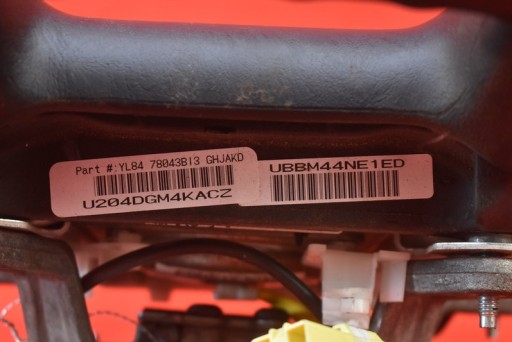 Part #:YL84 78043B13 GHJAKD
U204DGM4KACZ
UBBM44NE1ED